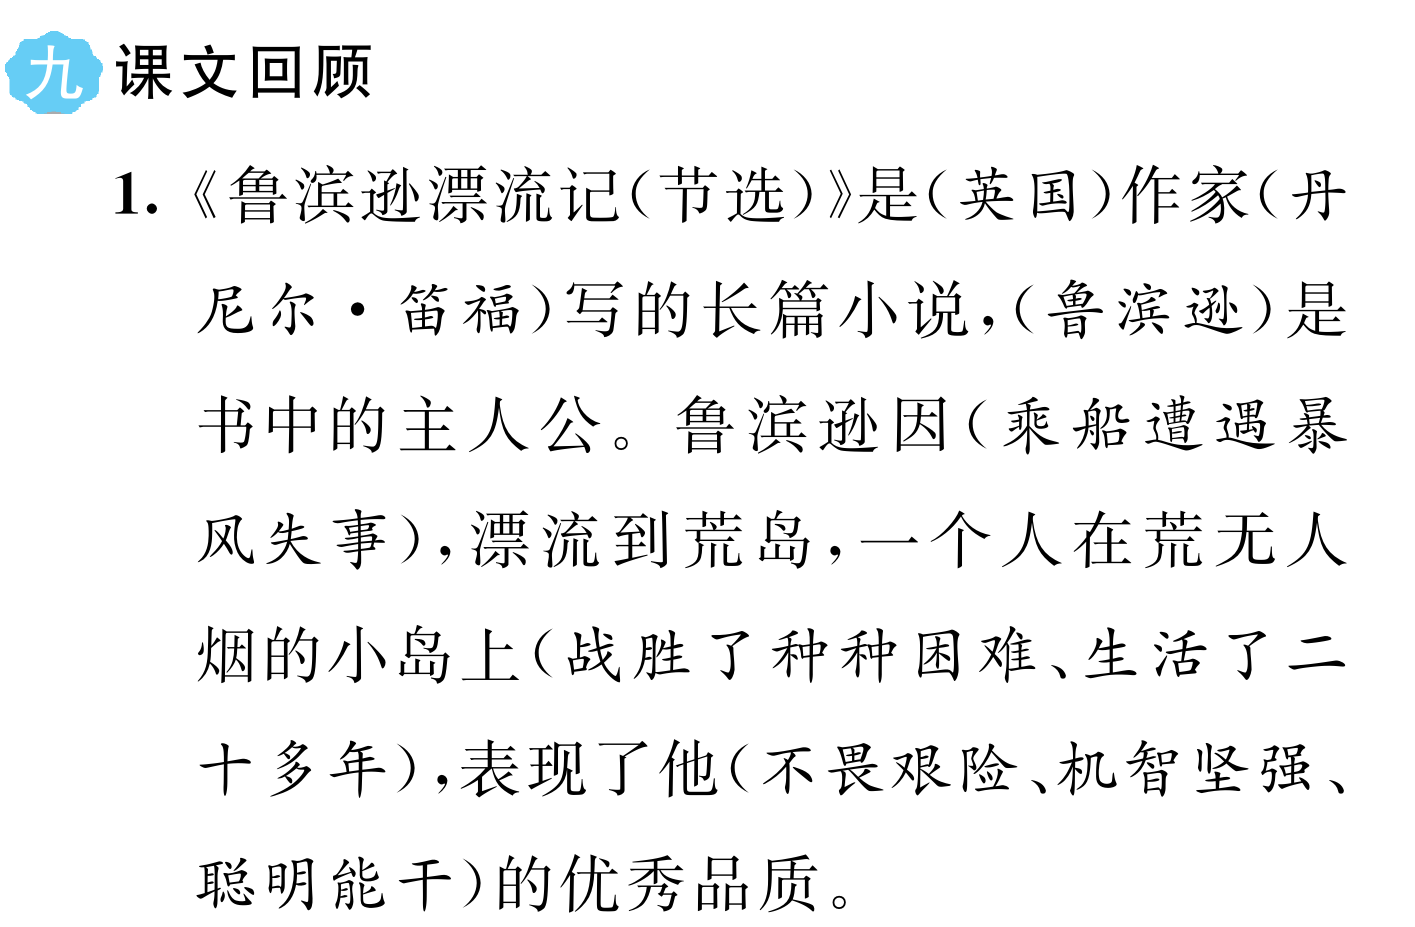 九 课文回顾
1.《鲁滨逊漂流记(节选)》是(英国)作家(丹
尼尔·笛福)写的长篇小说,(鲁滨逊)是
书中的主人公。鲁滨逊因(乘船遭遇暴
风失事),漂流到荒岛,一个人在荒无人
烟的小岛上(战胜了种种困难、生活了二
十多年),表现了他(不畏艰险、机智坚强、
聪明能干)的优秀品质。